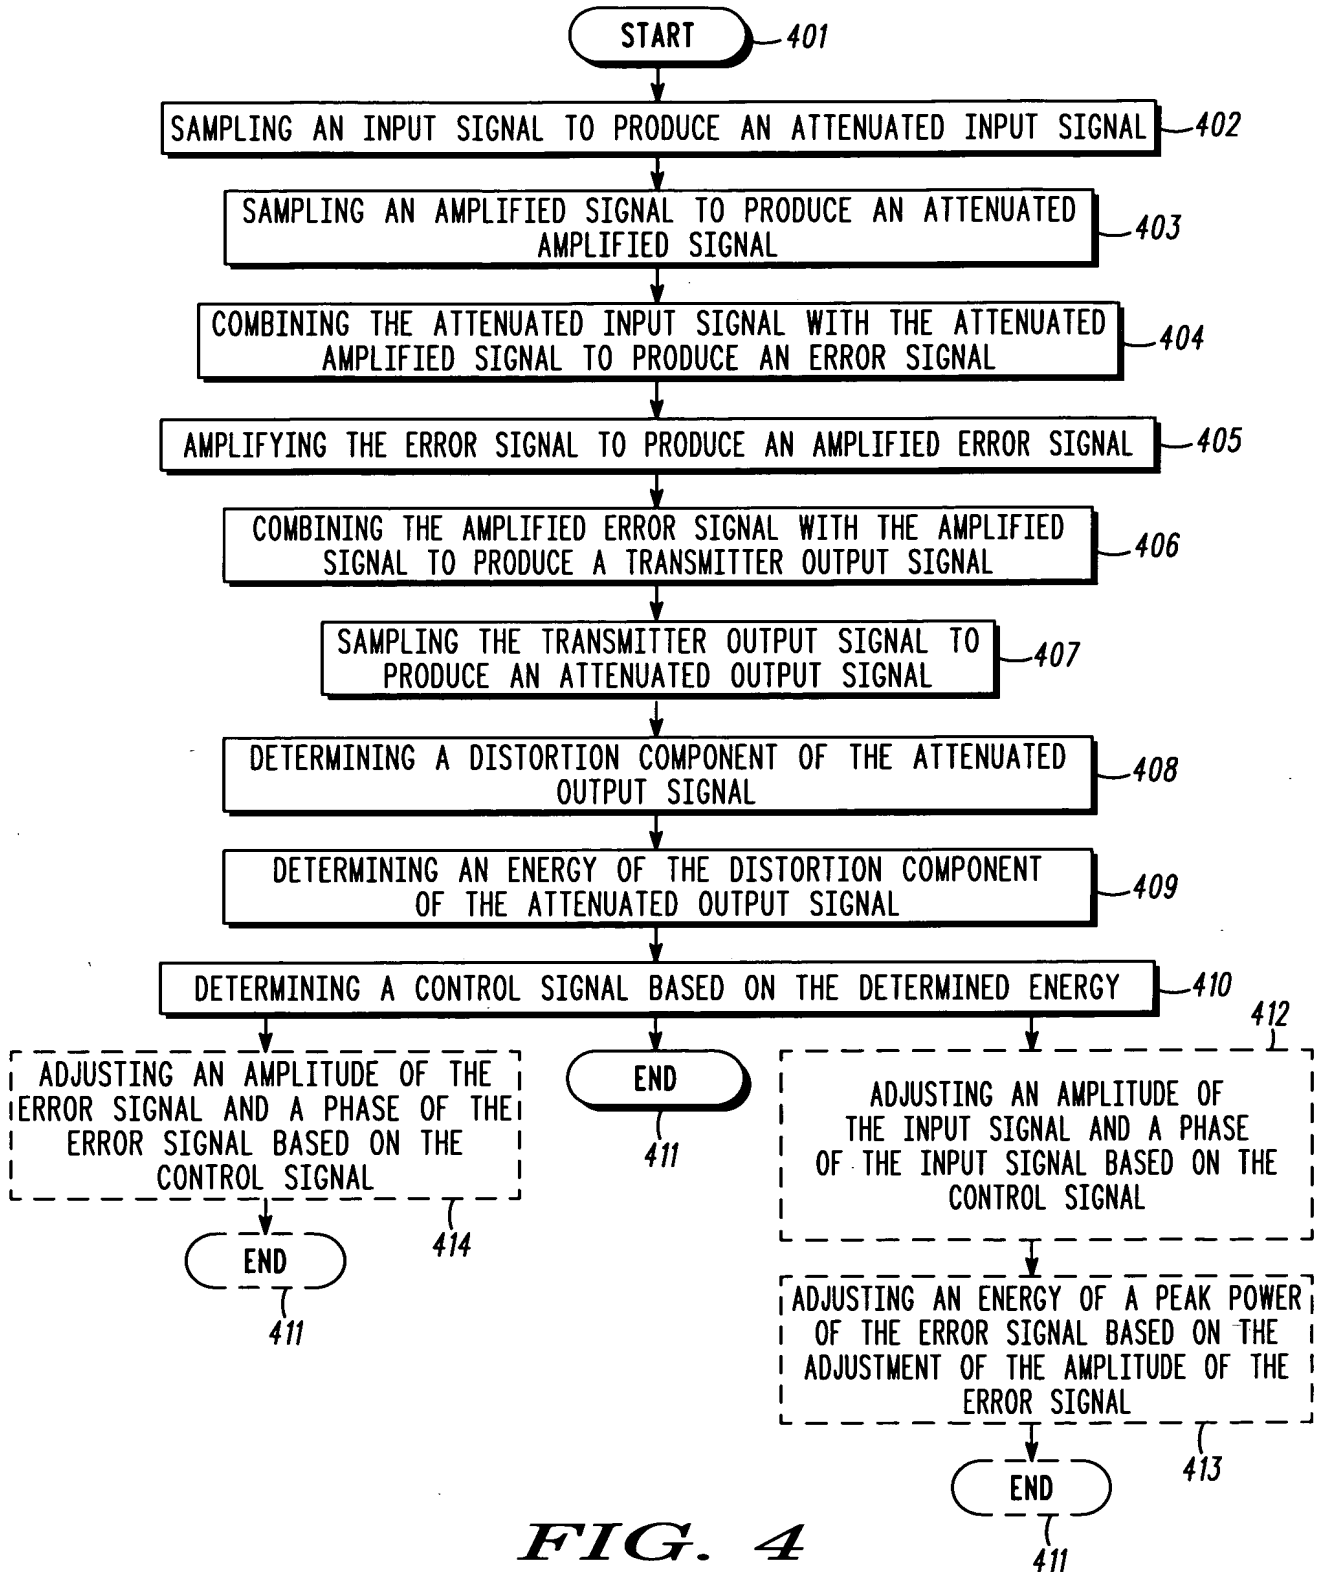 START
401
SAMPLING AN INPUT SIGNAL TO PRODUCE AN ATTENUATED INPUT SIGNAL
402
SAMPLING AN AMPLIFIED SIGNAL TO PRODUCE AN ATTENUATED
AMPLIFIED SIGNAL
403
COMBINING THE ATTENUATED INPUT SIGNAL WITH THE ATTENUATED
AMPLIFIED SIGNAL TO PRODUCE AN ERROR SIGNAL
404
AMPLIFYING THE ERROR SIGNAL TO PRODUCE AN AMPLIFIED ERROR SIGNAL
405
COMBINING THE AMPLIFIED ERROR SIGNAL WITH THE AMPLIFIED
SIGNAL TO PRODUCE A TRANSMITTER OUTPUT SIGNAL
406
SAMPLING THE TRANSMITTER OUTPUT SIGNAL TO
PRODUCE AN ATTENUATED OUTPUT SIGNAL
407
DETERMINING A DISTORTION COMPONENT OF THE ATTENUATED
OUTPUT SIGNAL
408
DETERMINING AN ENERGY OF THE DISTORTION COMPONENT
OF THE ATTENUATED OUTPUT SIGNAL
409
DETERMINING A CONTROL SIGNAL BASED ON THE DETERMINED ENERGY
410
ADJUSTING AN AMPLITUDE OF THE
ERROR SIGNAL AND A PHASE OF THE
ERROR SIGNAL BASED ON THE
CONTROL SIGNAL
414
END
411
END
411
412
ADJUSTING AN AMPLITUDE OF
THE INPUT SIGNAL AND A PHASE
OF THE INPUT SIGNAL BASED ON THE
CONTROL SIGNAL
ADJUSTING AN ENERGY OF A PEAK POWER
OF THE ERROR SIGNAL BASED ON THE
ADJUSTMENT OF THE AMPLITUDE OF THE
ERROR SIGNAL
413
END
411
FIG. 4